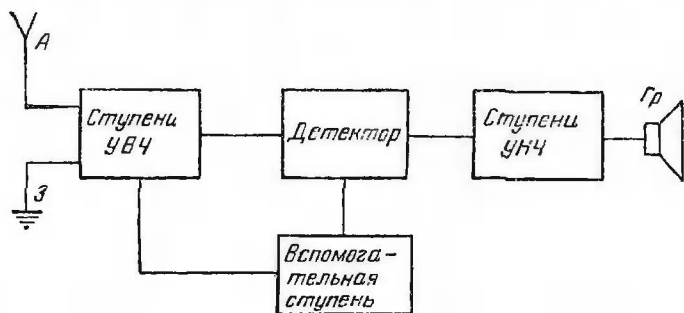 А
Ступени
УВЧ
Детектор
Ступени
УНЧ
Гр
З
Вспомога-
тельная
ступень